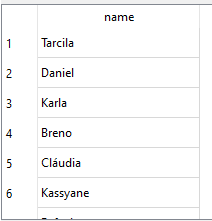 name
1 Tarcila
2 Daniel
3 Karla
4 Breno
5 Cláudia
6 Kassyane